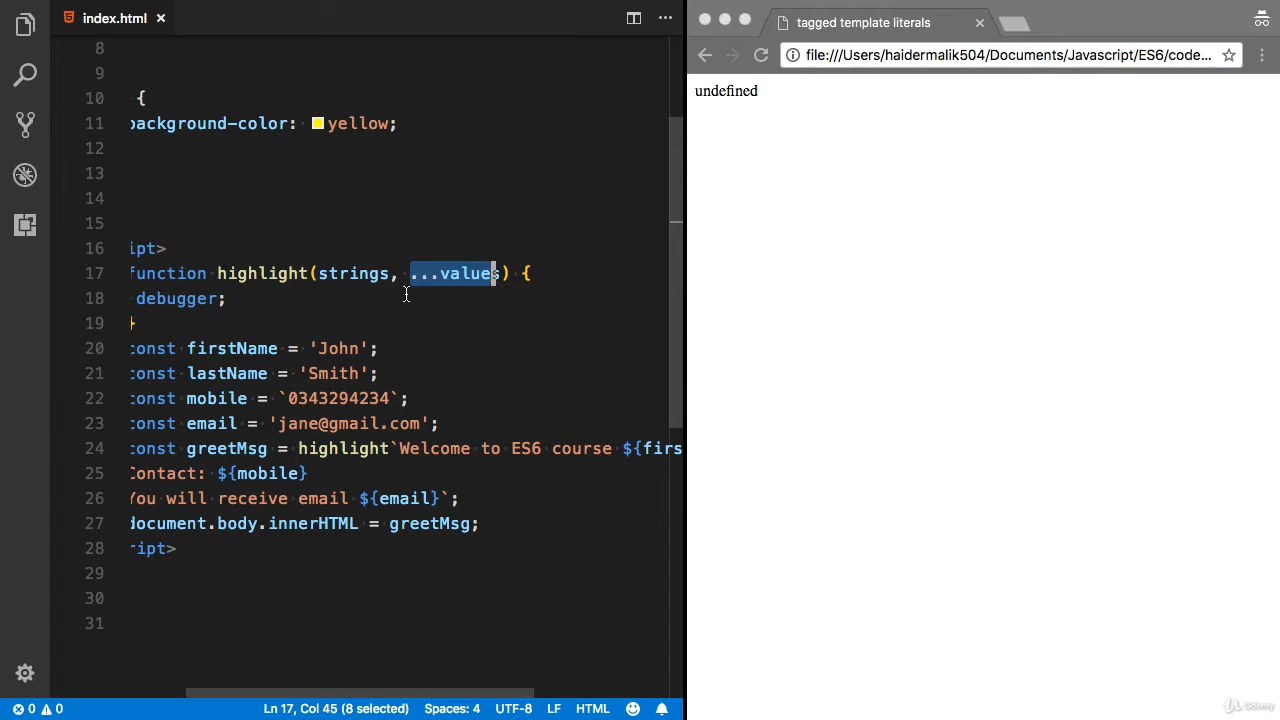 index.html
8
9
10 {
11 background-color: yellow;
12
13
14
15
16 ipt>
17 function highlight(strings, ...values) {
18 debugger;
19 }
20 const firstName = 'John';
21 const lastName = 'Smith';
22 const mobile = `0343294234`;
23 const email = 'jane@gmail.com';
24 const greetMsg = highlight`Welcome to ES6 course ${firs
25 Contact: ${mobile}
26 You will receive email ${email}`;
27 document.body.innerHTML = greetMsg;
28 ript>
29
30
31
0 0 Ln 17, Col 45 (8 selected) Spaces: 4 UTF-8 LF HTML
tagged template literals
file:///Users/haidermalik504/Documents/Javascript/ES6/code...
undefined
Udemy